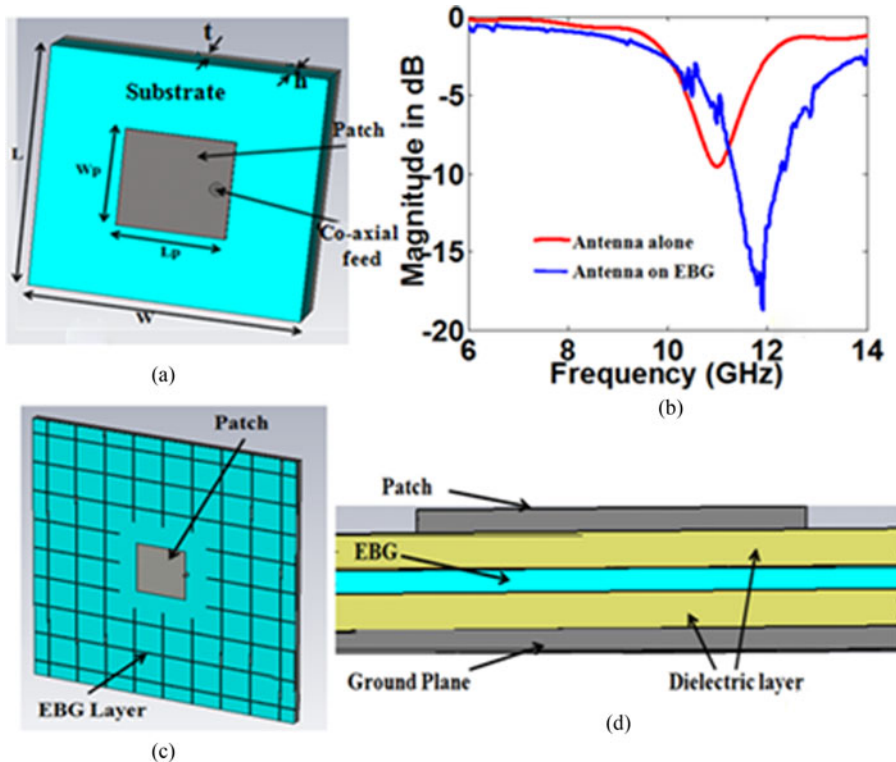 t
h
Substrate
Patch
L
Wp
Co-axial
feed
Lp
W
(a)
0
-5
-10
-15
-20
Magnitude in dB
Antenna alone
Antenna on EBG
6
8
10
12
14
Frequency (GHz)
(b)
Patch
EBG Layer
(c)
Patch
EBG
Ground Plane
Dielectric layer
(d)